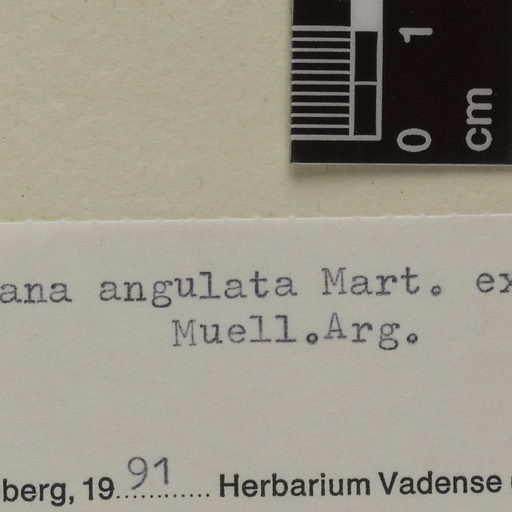 1
0 cm
ana angulata Mart. ex
Muell.Arg.
berg, 19 91 Herbarium Vadense